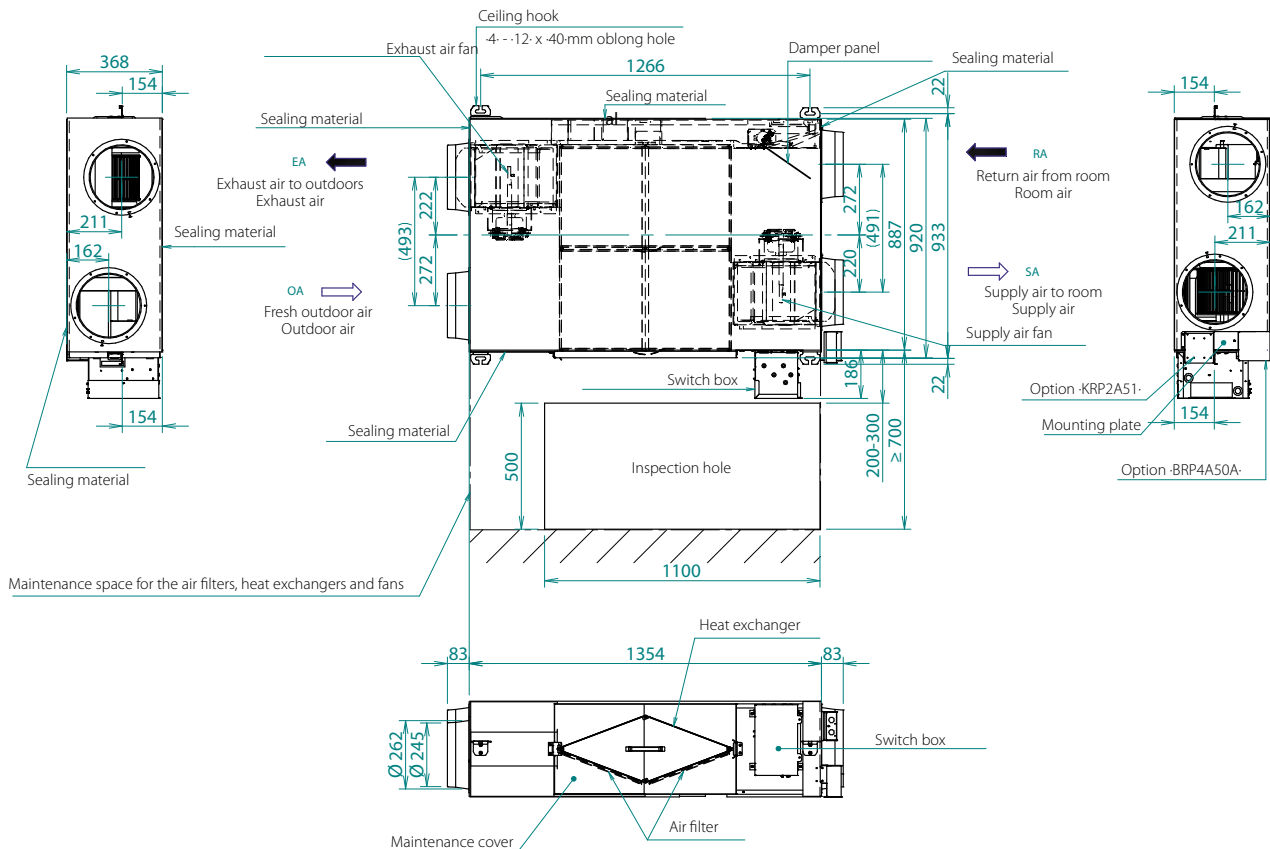 Ceiling hook
·4· - ·12· x ·40·mm oblong hole
Exhaust air fan
1266
Damper panel
Sealing material
22
368
154
Sealing material
Sealing material
al
EA
Exhaust air to outdoors
Exhaust air
211
162
Sealing material
OA
Fresh outdoor air
Outdoor air
154
Sealing material
(493)
222
272
272
(491)
220
887
920
933
RA
Return air from room
Room air
SA
Supply air to room
Supply air
Supply air fan
154
162
211
Option ·KRP2A51·
Mounting plate
154
Option ·BRP4A50A·
Switch box
186
22
Sealing material
500
Inspection hole
200-300
≥ 700
1100
Maintenance space for the air filters, heat exchangers and fans
Heat exchanger
83
1354
83
Ø 262
Ø 245
Switch box
Air filter
Maintenance cover